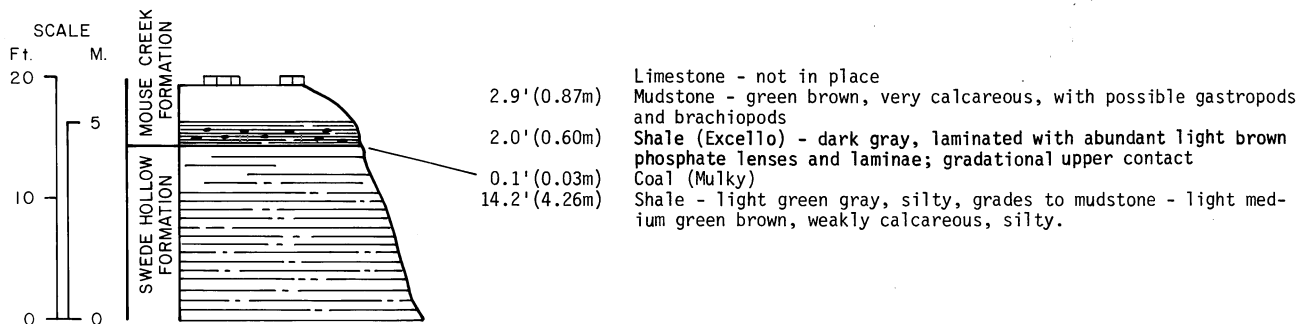 SCALE
Ft. M.
20
5
10
0 0
MOUSE CREEK
FORMATION
SWEDE HOLLOW
FORMATION
Limestone - not in place
2.9'(0.87m) Mudstone - green brown, very calcareous, with possible gastropods
and brachiopods
2.0'(0.60m) Shale (Excello) - dark gray, laminated with abundant light brown
phosphate lenses and laminae; gradational upper contact
0.1'(0.03m) Coal (Mulky)
14.2'(4.26m) Shale - light green gray, silty, grades to mudstone - light med-
ium green brown, weakly calcareous, silty.